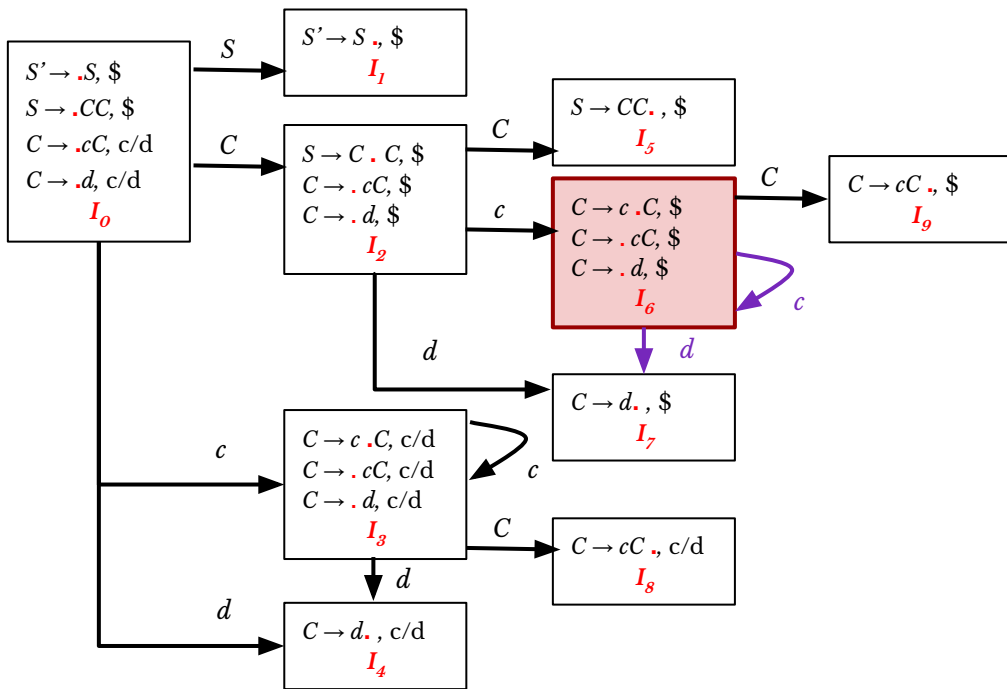 S’ → .S, $
S → .CC, $
C → .cC, c/d
C → .d, c/d
I0
S
S’ → S ., $
I1
C
S → C . C, $
C → . cC, $
C → . d, $
I2
C
S → CC. , $
I5
c
C → c .C, $
C → . cC, $
C → . d, $
I6
C
C → cC ., $
I9
c
d
d
C → d. , $
I7
c
C → c .C, c/d
C → . cC, c/d
C → . d, c/d
I3
c
C
C → cC ., c/d
I8
d
d
C → d. , c/d
I4